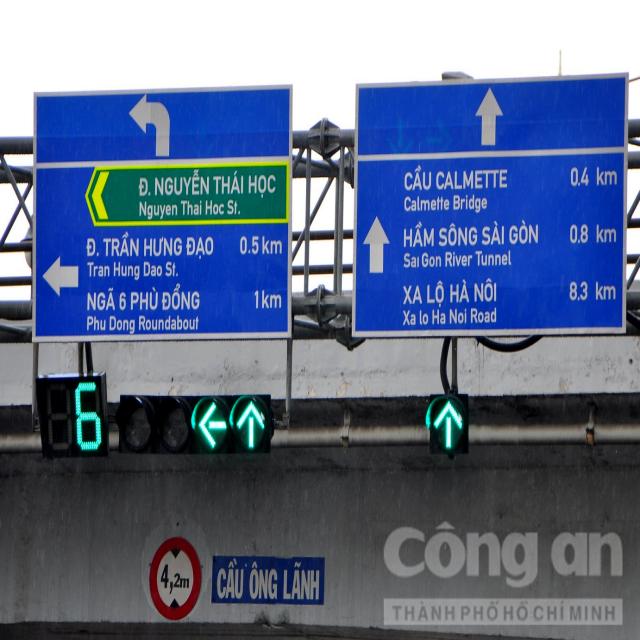 Đ. NGUYỄN THÁI HỌC
Nguyen Thai Hoc St.
Đ. TRẦN HƯNG ĐẠO 0.5 km
Tran Hung Dao St.
NGÃ 6 PHÙ ĐỔNG 1 km
Phu Dong Roundabout
CẦU CALMETTE 0.4 km
Calmette Bridge
HẦM SÔNG SÀI GÒN 0.8 km
Sai Gon River Tunnel
XA LỘ HÀ NÔI 8.3 km
Xa lo Ha Noi Road
6
4,2m
CẦU ÔNG LÃNH
Công an
THÀNH PHỐ HỒ CHÍ MINH